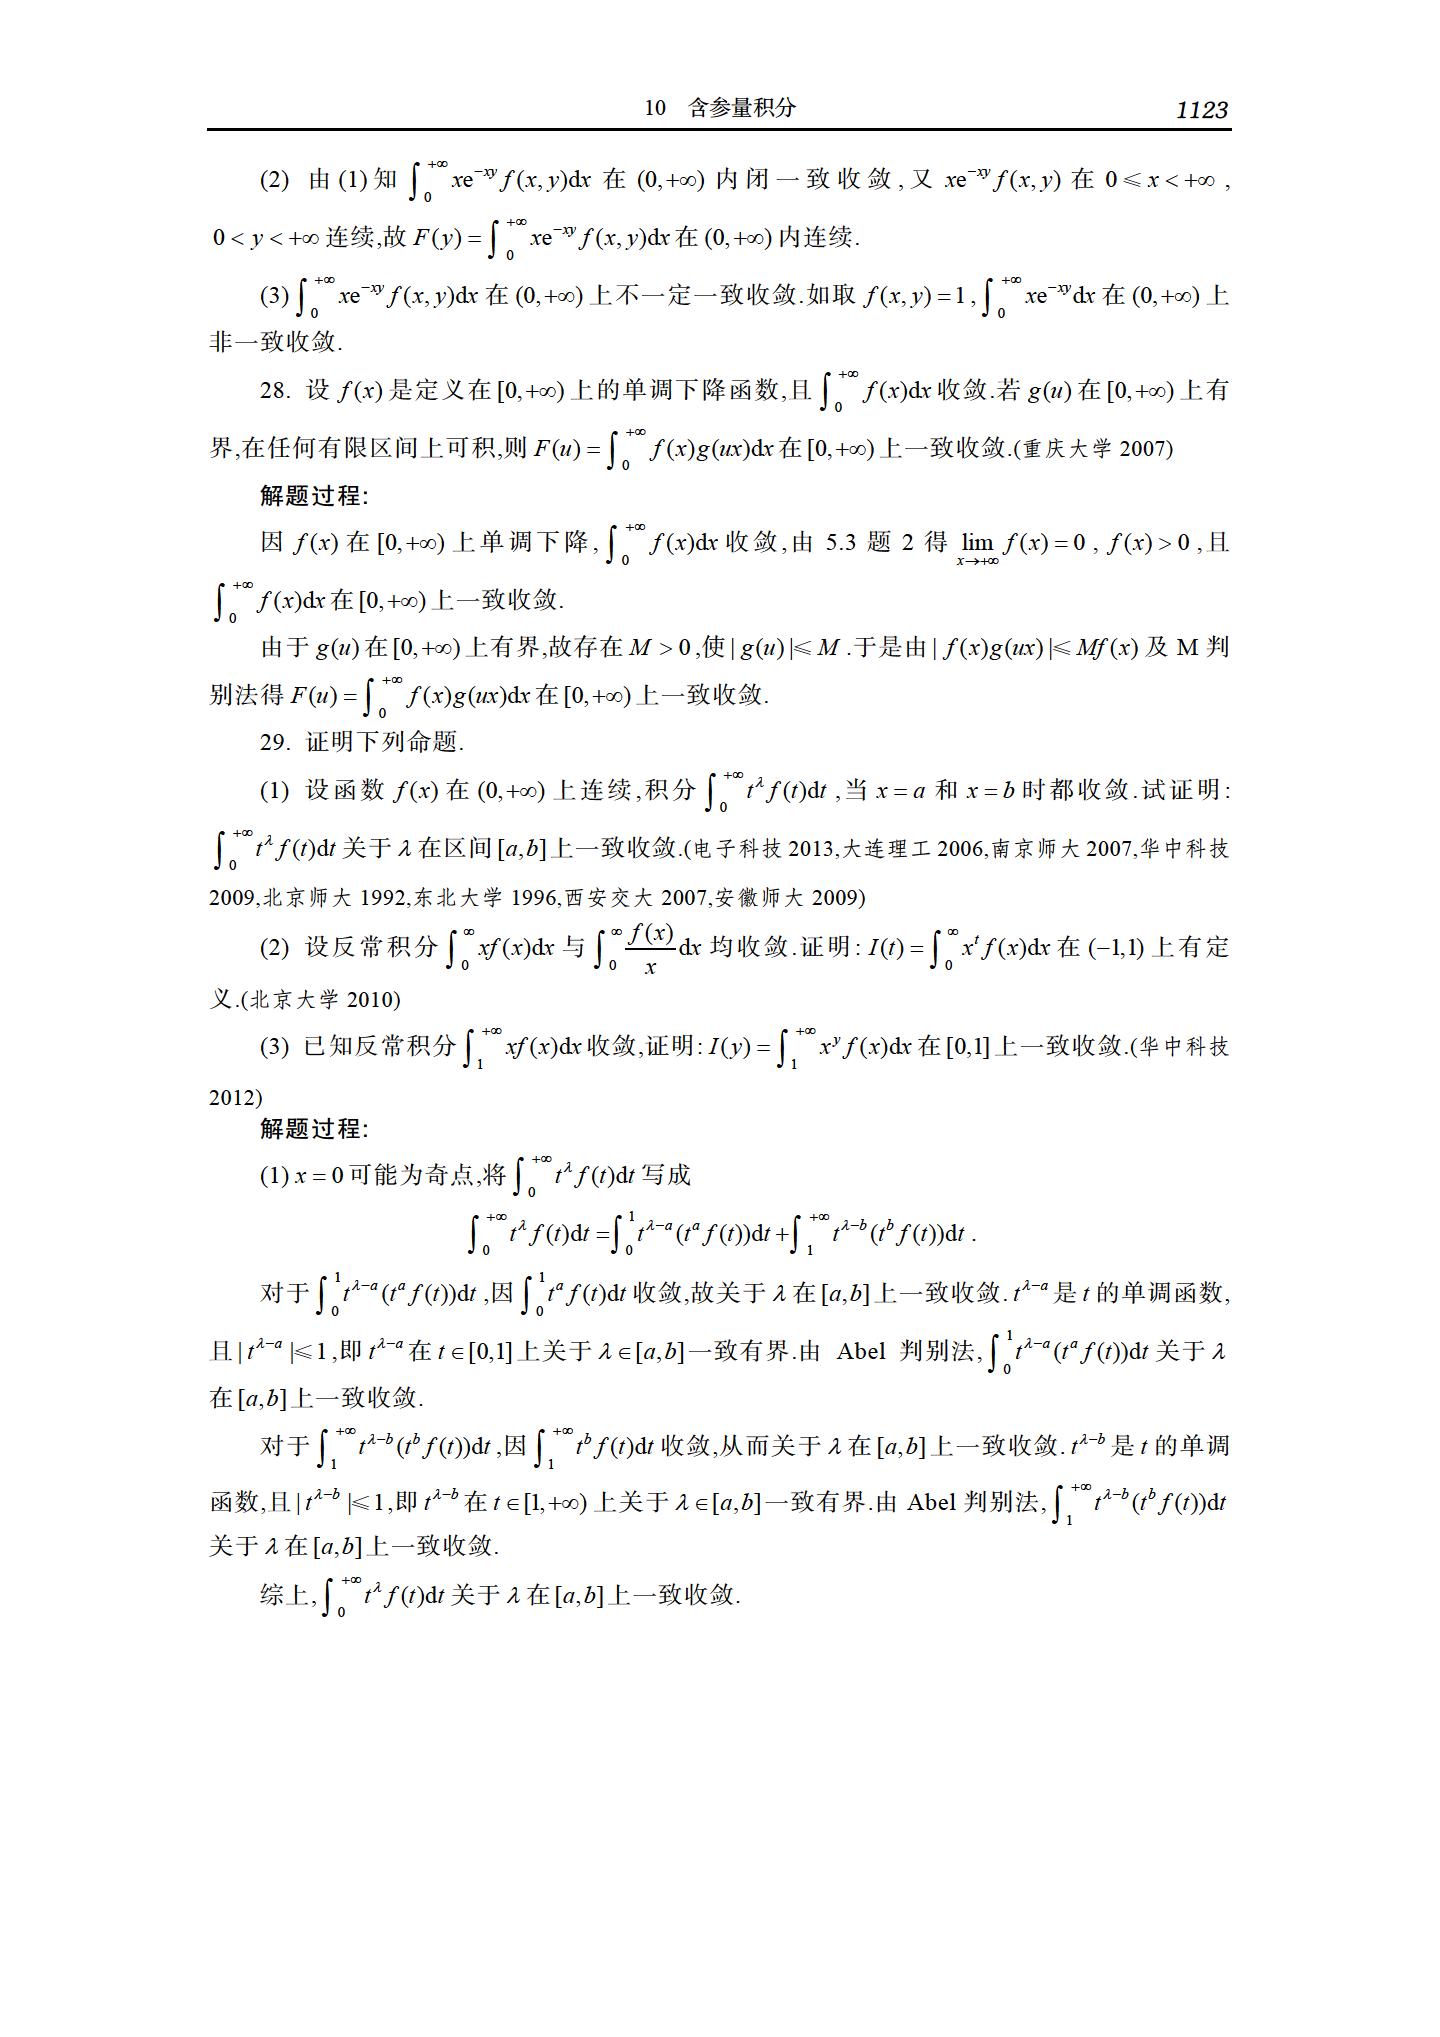 10 含参量积分 1123
(2) 由 (1) 知 $\int_0^{+\infty} xe^{-xy} f(x,y)dx$ 在 $(0,+\infty)$ 内闭一致收敛,又 $xe^{-xy} f(x,y)$ 在 $0 \leqslant x < +\infty$ ,
$0 < y < +\infty$ 连续,故 $F(y) = \int_0^{+\infty} xe^{-xy} f(x,y)dx$ 在 $(0,+\infty)$ 内连续.
(3) $\int_0^{+\infty} xe^{-xy} f(x,y)dx$ 在 $(0,+\infty)$ 上不一定一致收敛.如取 $f(x,y) = 1$ , $\int_0^{+\infty} xe^{-xy}dx$ 在 $(0,+\infty)$ 上
非一致收敛.
28. 设 $f(x)$ 是定义在 $[0,+\infty)$ 上的单调下降函数,且 $\int_0^{+\infty} f(x)dx$ 收敛.若 $g(u)$ 在 $[0,+\infty)$ 上有
界,在任何有限区间上可积,则 $F(u) = \int_0^{+\infty} f(x)g(ux)dx$ 在 $[0,+\infty)$ 上一致收敛.(重庆大学 2007)
解题过程:
因 $f(x)$ 在 $[0,+\infty)$ 上单调下降, $\int_0^{+\infty} f(x)dx$ 收敛,由 5.3 题 2 得 $\lim_{x \to +\infty} f(x) = 0$ , $f(x) > 0$ ,且
$\int_0^{+\infty} f(x)dx$ 在 $[0,+\infty)$ 上一致收敛.
由于 $g(u)$ 在 $[0,+\infty)$ 上有界,故存在 $M > 0$ ,使 $|g(u)| \leqslant M$ .于是由 $|f(x)g(ux)| \leqslant Mf(x)$ 及 M 判
别法得 $F(u) = \int_0^{+\infty} f(x)g(ux)dx$ 在 $[0,+\infty)$ 上一致收敛.
29. 证明下列命题.
(1) 设函数 $f(x)$ 在 $(0,+\infty)$ 上连续,积分 $\int_0^{+\infty} t^\lambda f(t)dt$ ,当 $x = a$ 和 $x = b$ 时都收敛.试证明:
$\int_0^{+\infty} t^\lambda f(t)dt$ 关于 $\lambda$ 在区间 $[a,b]$ 上一致收敛.(电子科技 2013,大连理工 2006,南京师大 2007,华中科技
2009,北京师大 1992,东北大学 1996,西安交大 2007,安徽师大 2009)
(2) 设反常积分 $\int_0^{\infty} xf(x)dx$ 与 $\int_0^{\infty} \frac{f(x)}{x}dx$ 均收敛.证明: $I(t) = \int_0^{\infty} x^t f(x)dx$ 在 $(-1,1)$ 上有定
义.(北京大学 2010)
(3) 已知反常积分 $\int_1^{+\infty} xf(x)dx$ 收敛,证明: $I(y) = \int_1^{+\infty} x^y f(x)dx$ 在 $[0,1]$ 上一致收敛.(华中科技
2012)
解题过程:
(1) $x = 0$ 可能为奇点,将 $\int_0^{+\infty} t^\lambda f(t)dt$ 写成
$\int_0^{+\infty} t^\lambda f(t)dt = \int_0^1 t^{\lambda-a}(t^a f(t))dt + \int_1^{+\infty} t^{\lambda-b}(t^b f(t))dt$ .
对于 $\int_0^1 t^{\lambda-a}(t^a f(t))dt$ ,因 $\int_0^1 t^a f(t)dt$ 收敛,故关于 $\lambda$ 在 $[a,b]$ 上一致收敛. $t^{\lambda-a}$ 是 $t$ 的单调函数,
且 $|t^{\lambda-a}| \leqslant 1$ ,即 $t^{\lambda-a}$ 在 $t \in [0,1]$ 上关于 $\lambda \in [a,b]$ 一致有界.由 Abel 判别法, $\int_0^1 t^{\lambda-a}(t^a f(t))dt$ 关于 $\lambda$
在 $[a,b]$ 上一致收敛.
对于 $\int_1^{+\infty} t^{\lambda-b}(t^b f(t))dt$ ,因 $\int_1^{+\infty} t^b f(t)dt$ 收敛,从而关于 $\lambda$ 在 $[a,b]$ 上一致收敛. $t^{\lambda-b}$ 是 $t$ 的单调
函数,且 $|t^{\lambda-b}| \leqslant 1$ ,即 $t^{\lambda-b}$ 在 $t \in [1,+\infty)$ 上关于 $\lambda \in [a,b]$ 一致有界.由 Abel 判别法, $\int_1^{+\infty} t^{\lambda-b}(t^b f(t))dt$
关于 $\lambda$ 在 $[a,b]$ 上一致收敛.
综上, $\int_0^{+\infty} t^\lambda f(t)dt$ 关于 $\lambda$ 在 $[a,b]$ 上一致收敛.